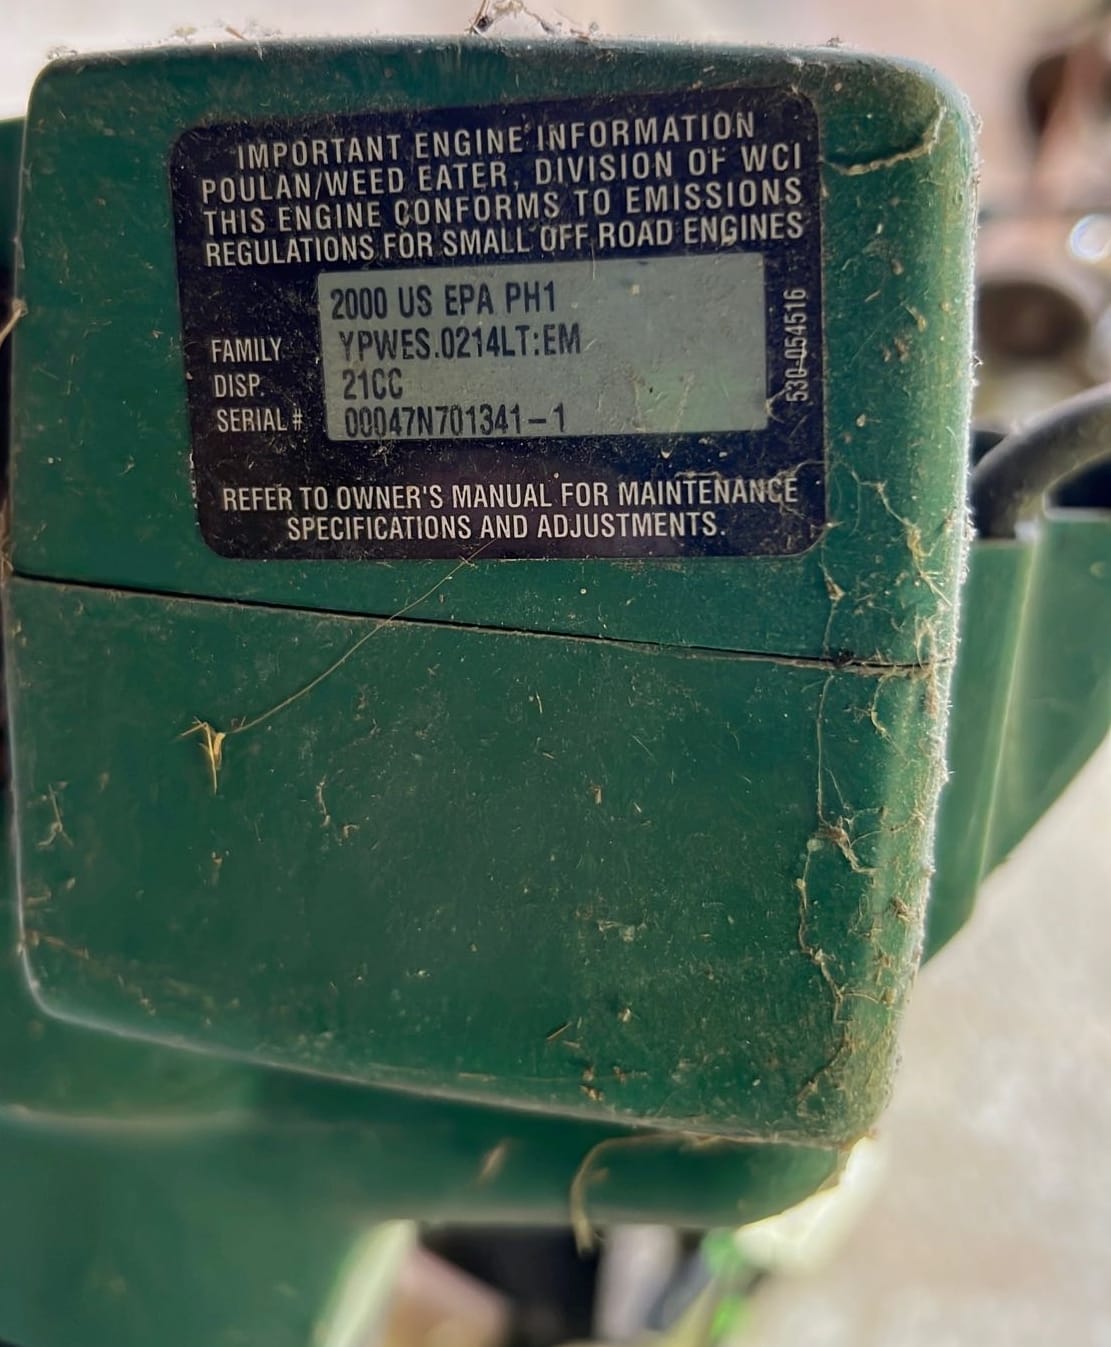 IMPORTANT ENGINE INFORMATION
POULAN/WEED EATER, DIVISION OF WCI
THIS ENGINE CONFORMS TO EMISSIONS
REGULATIONS FOR SMALL OFF ROAD ENGINES
2000 US EPA PH1
FAMILY YPWES.0214LT:EM
DISP. 21CC
SERIAL # 00047N701341-1
530-054516
REFER TO OWNER'S MANUAL FOR MAINTENANCE
SPECIFICATIONS AND ADJUSTMENTS.